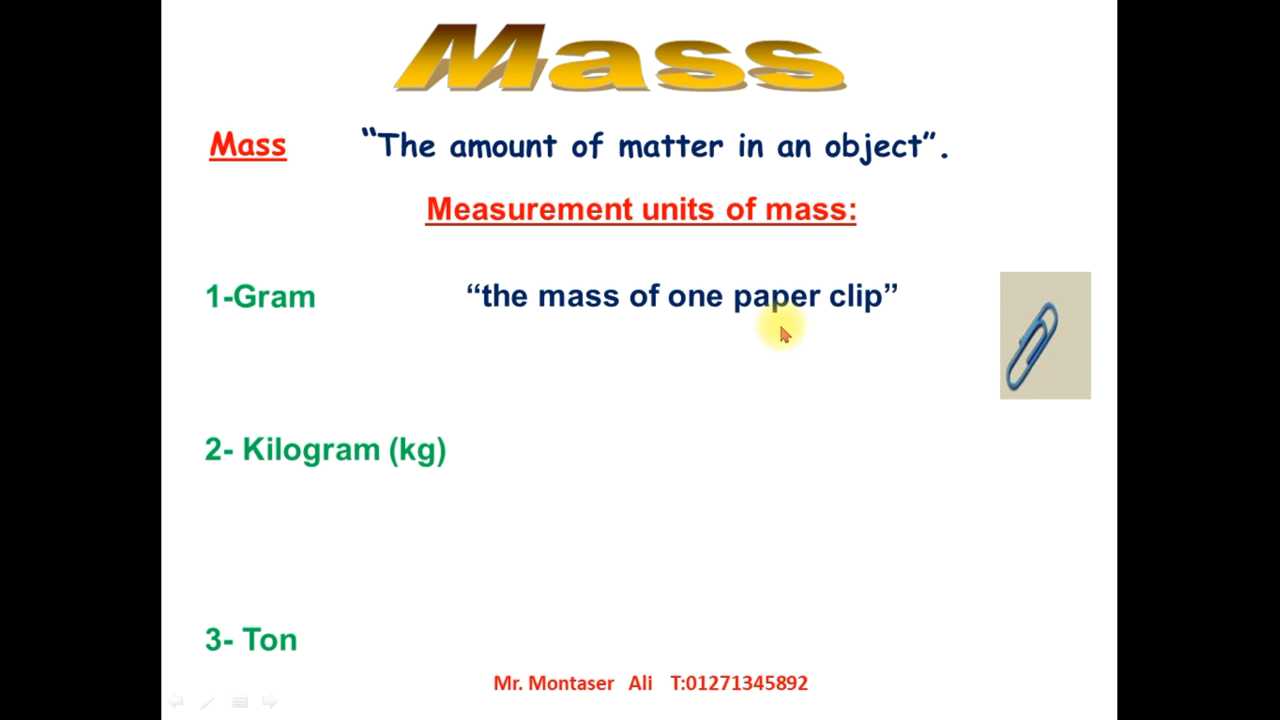 Mass
Mass “The amount of matter in an object”.
Measurement units of mass:
1-Gram “the mass of one paper clip”
2- Kilogram (kg)
3- Ton
Mr. Montaser Ali T:01271345892